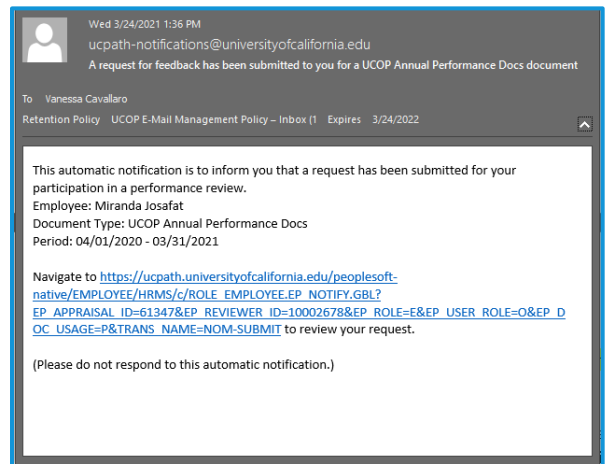 Wed 3/24/2021 1:36 PM
ucpath-notifications@universityofcalifornia.edu
A request for feedback has been submitted to you for a UCOP Annual Performance Docs document
To Vanessa Cavallaro
Retention Policy UCOP E-Mail Management Policy – Inbox (1 Expires 3/24/2022
This automatic notification is to inform you that a request has been submitted for your
participation in a performance review.
Employee: Miranda Josafat
Document Type: UCOP Annual Performance Docs
Period: 04/01/2020 - 03/31/2021
Navigate to https://ucpath.universityofcalifornia.edu/peoplesoft-
native/EMPLOYEE/HRMS/c/ROLE_EMPLOYEE.EP_NOTIFY.GBL?
EP_APPRAISAL_ID=61347&EP_REVIEWER_ID=10002678&EP_ROLE=E&EP_USER_ROLE=O&EP_D
OC_USAGE=P&TRANS_NAME=NOM-SUBMIT to review your request.
(Please do not respond to this automatic notification.)